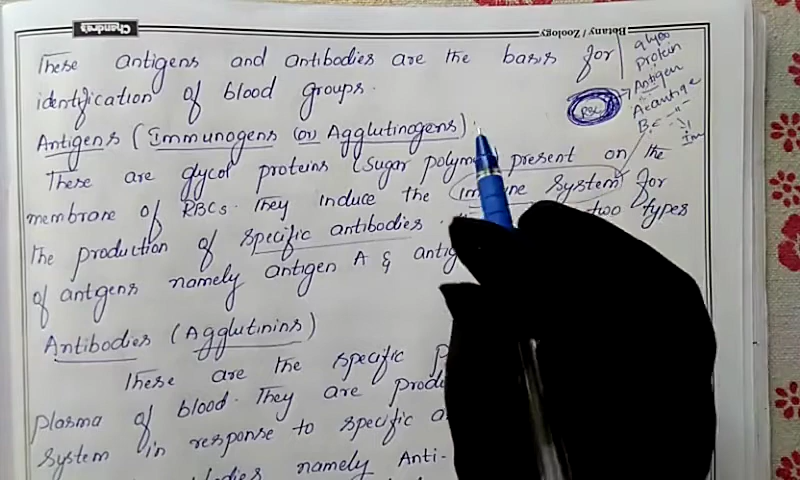 Chandra's
Botany / Zoology
These antigens and antibodies are the basis for
identification of blood groups.
Antigens (Immunogens (or) Agglutinogens) :
These are glycol proteins (Sugar polyme present on the
membrane of RBCs. They induce the immune System for
the production of specific antibodies. two types
of antigens namely antigen A & antig
Antibodies (Agglutinins)
These are the specific p
plasma of blood. They are prod
System in response to specific a
namely Anti-
glyco
protein
Antigen
RBC